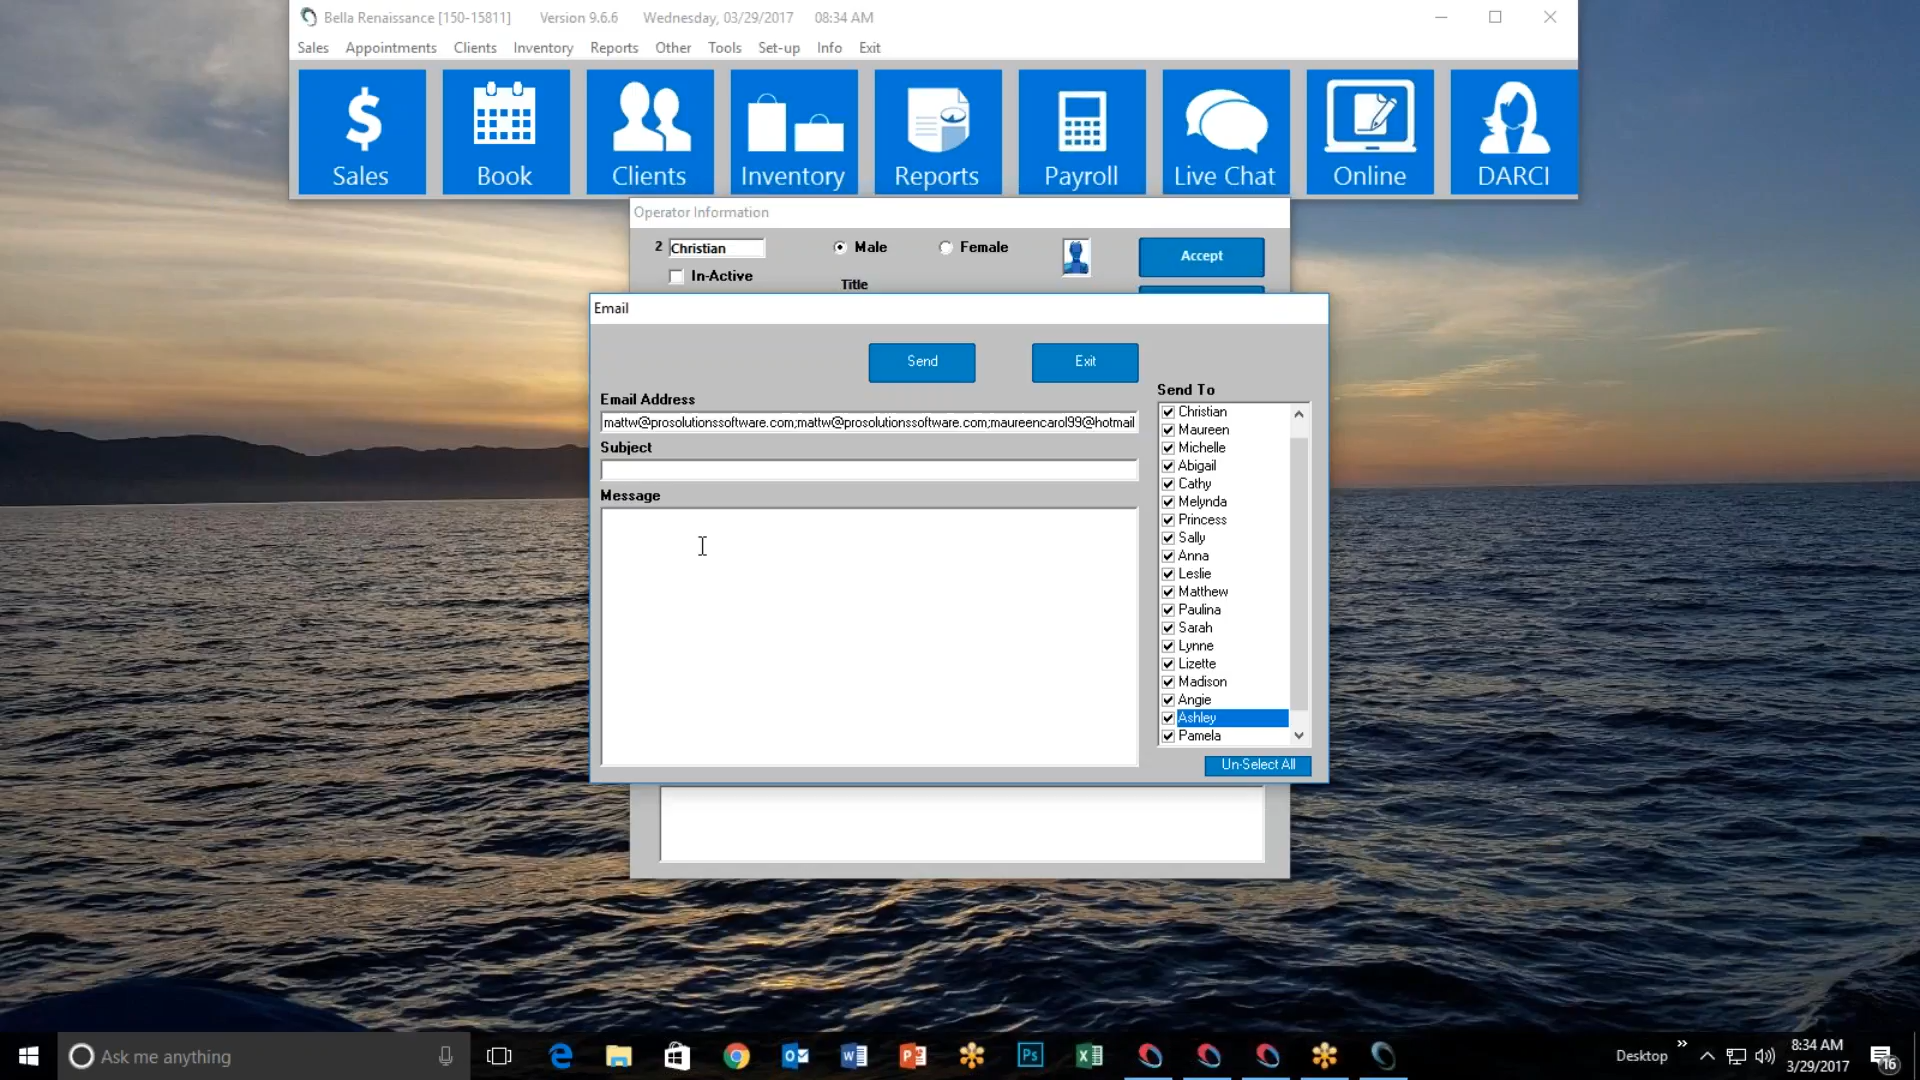 Bella Renaissance [150-15811] Version 9.6.6 Wednesday, 03/29/2017 08:34 AM
Sales Appointments Clients Inventory Reports Other Tools Set-up Info Exit
Sales Book Clients Inventory Reports Payroll Live Chat Online DARCI
Operator Information
2 Christian Male Female Accept
In-Active
Title
Email
Send Exit
Send To
Email Address
mattw@prosolutionssoftware.com;mattw@prosolutionssoftware.com;maureencarol99@hotmail
Subject
Message
Christian
Maureen
Michelle
Abigail
Cathy
Melynda
Princess
Sally
Anna
Leslie
Matthew
Paulina
Sarah
Lynne
Lizette
Madison
Angie
Ashley
Pamela
Un-Select All
Ask me anything
Desktop
8:34 AM
3/29/2017
16